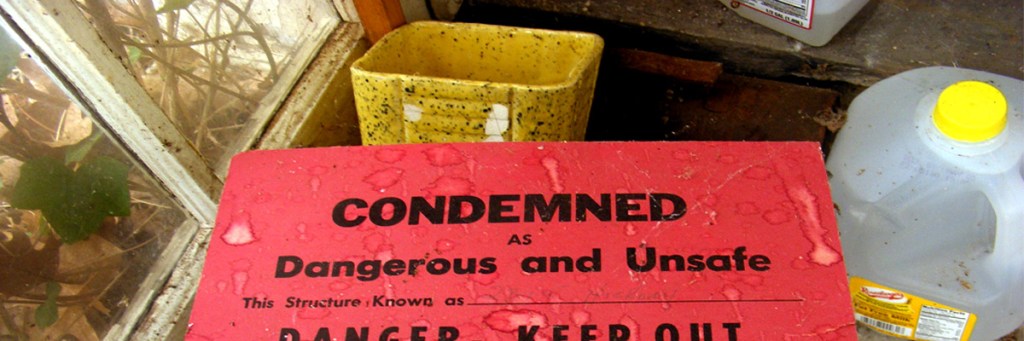 CONDEMNED
AS
Dangerous and Unsafe
This Structure Known as
DANGER KEEP OUT